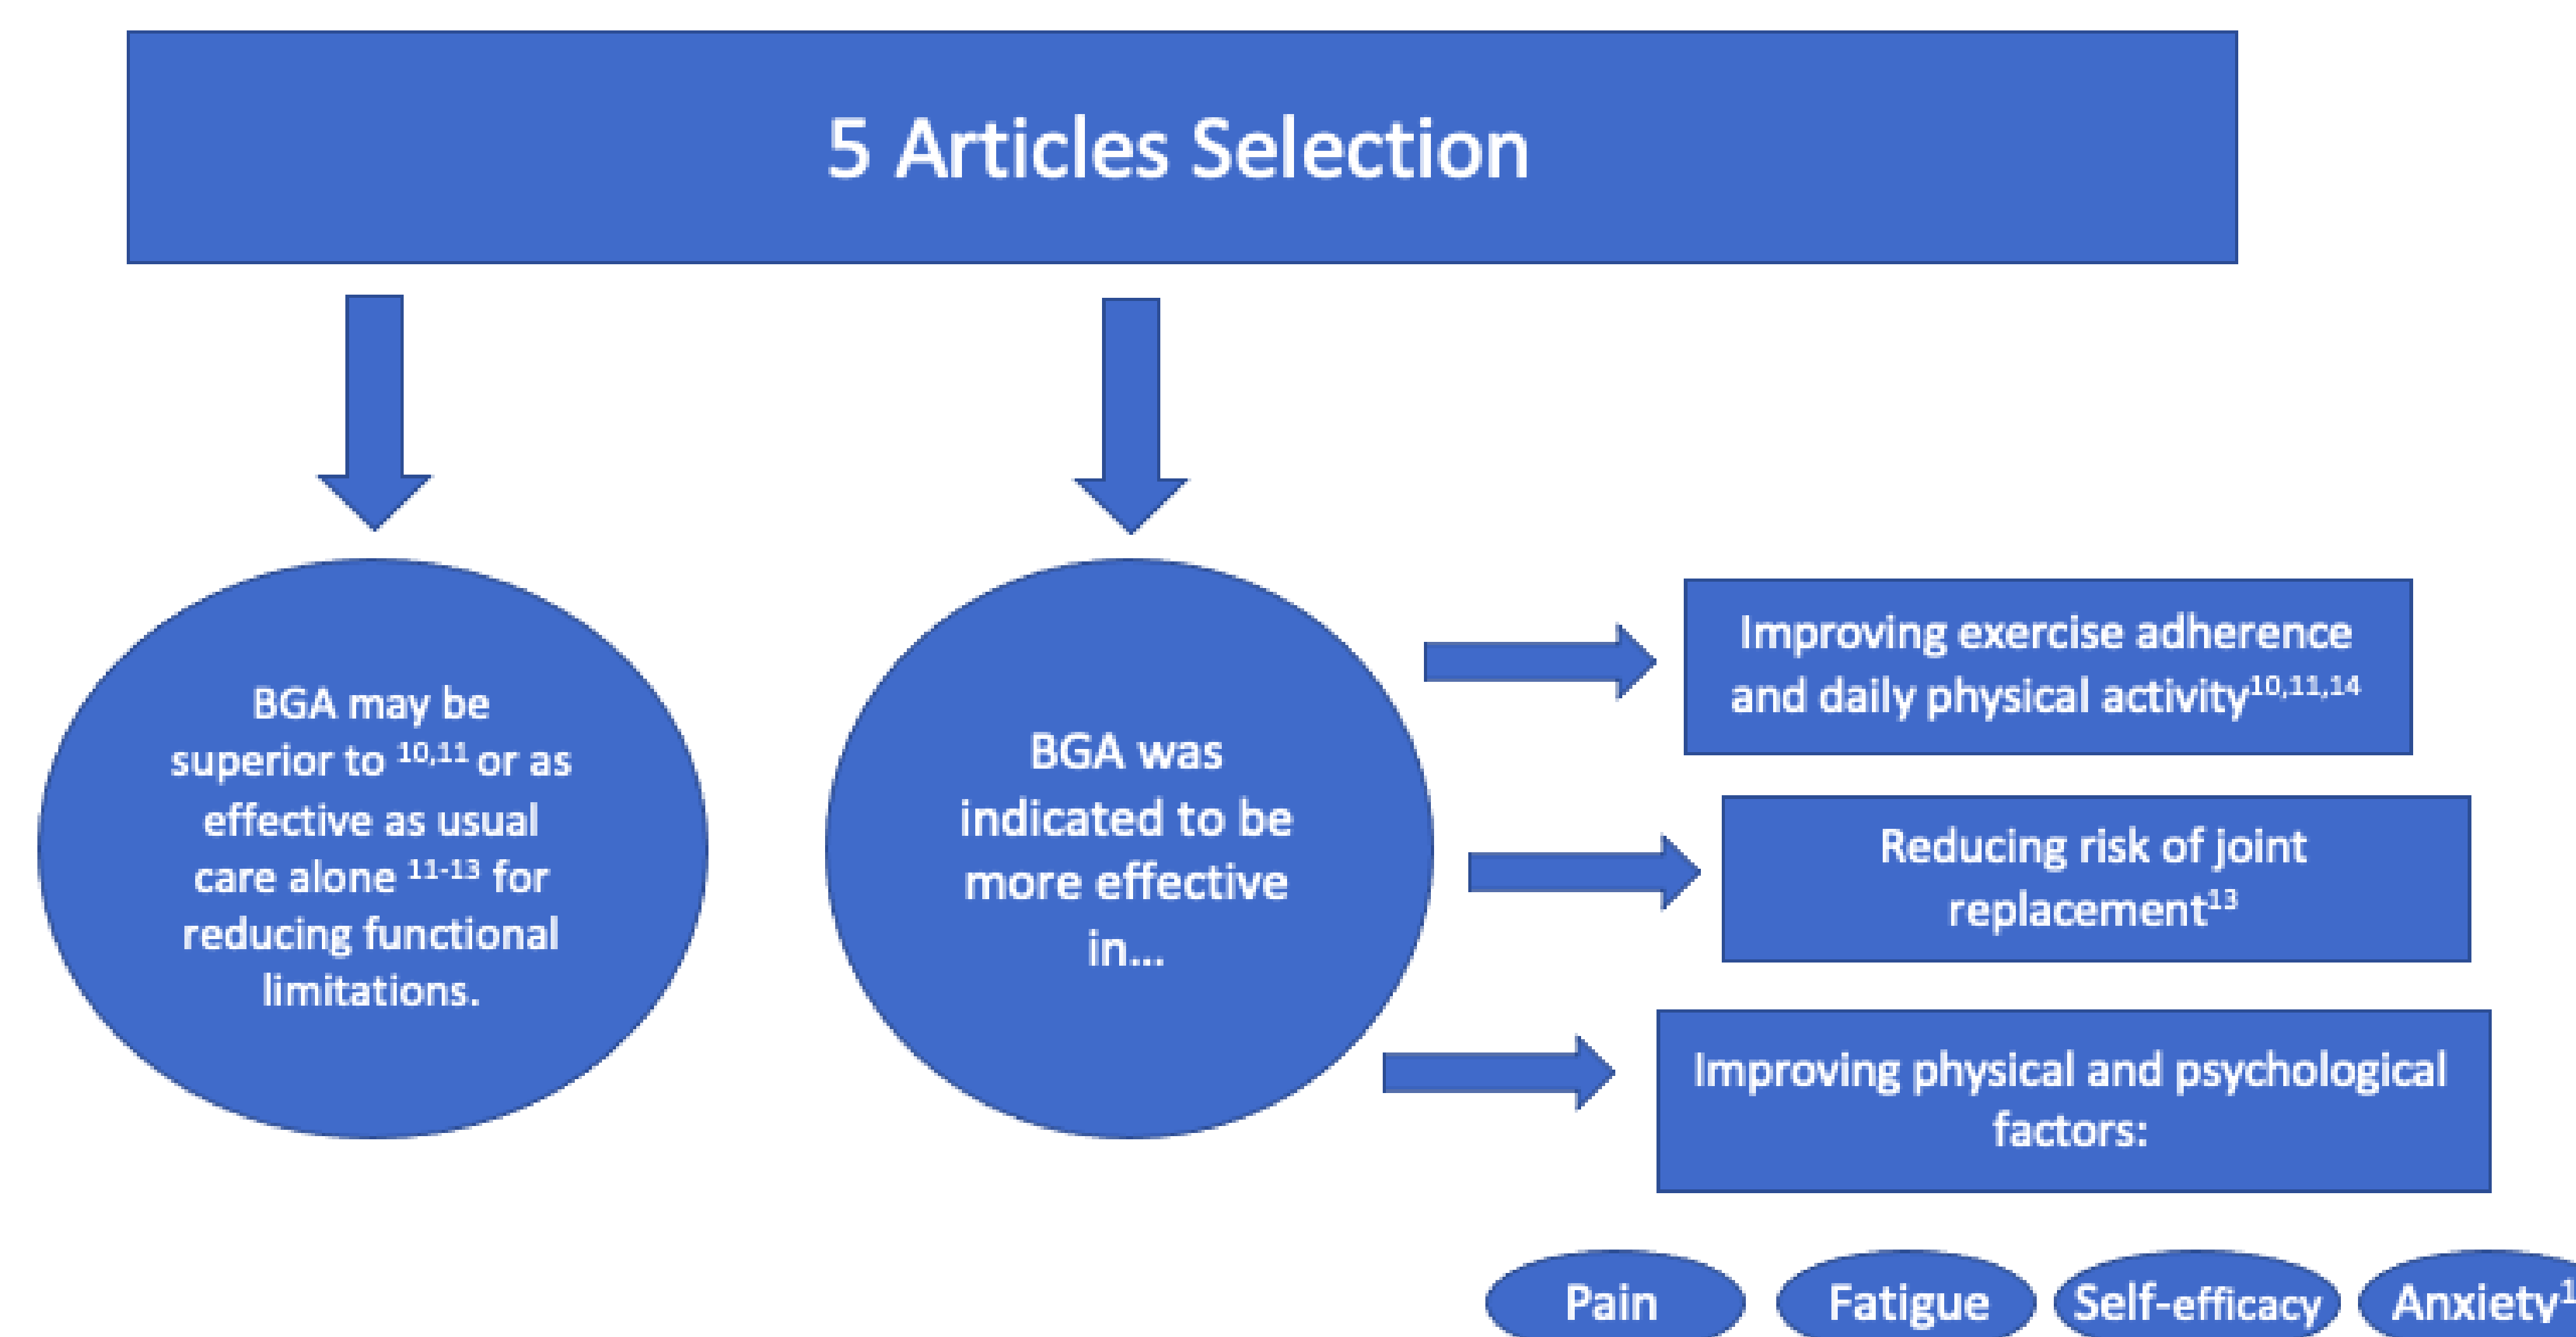 5 Articles Selection
BGA may be
superior to 10,11 or as
effective as usual
care alone 11-13 for
reducing functional
limitations.
BGA was
indicated to be
more effective
in...
Improving exercise adherence
and daily physical activity10,11,14
Reducing risk of joint
replacement13
Improving physical and psychological
factors:
Pain
Fatigue
Self-efficacy
Anxiety